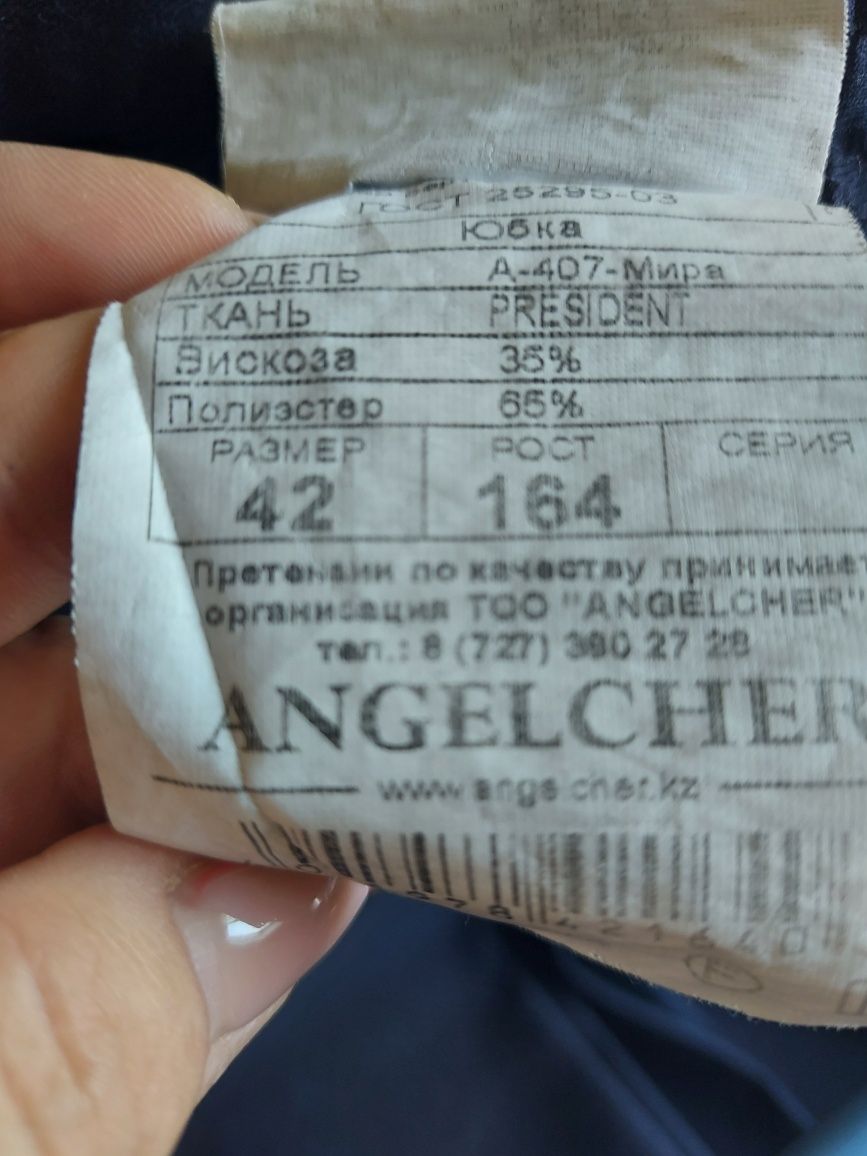 ГОСТ 25295-03
Юбка
МОДЕЛЬ А-407-Мира
ТКАНЬ PRESIDENT
Вискоза 35%
Полиэстер 65%
РАЗМЕР РОСТ СЕРИЯ
42 164
Претензии по качеству принимает
организация ТОО "ANGELCHER"
тел.: 8 (727) 380 27 28
ANGELCHER
www.angelcher.kz